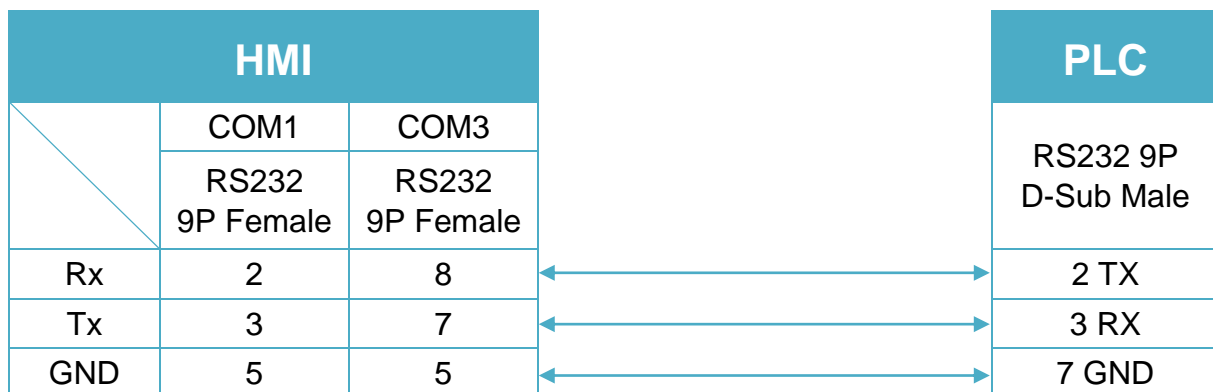 HMI PLC
COM1 COM3
RS232 9P
D-Sub Male
RS232
9P Female
RS232
9P Female
Rx 2 8 2 TX
Tx 3 7 3 RX
GND 5 5 7 GND